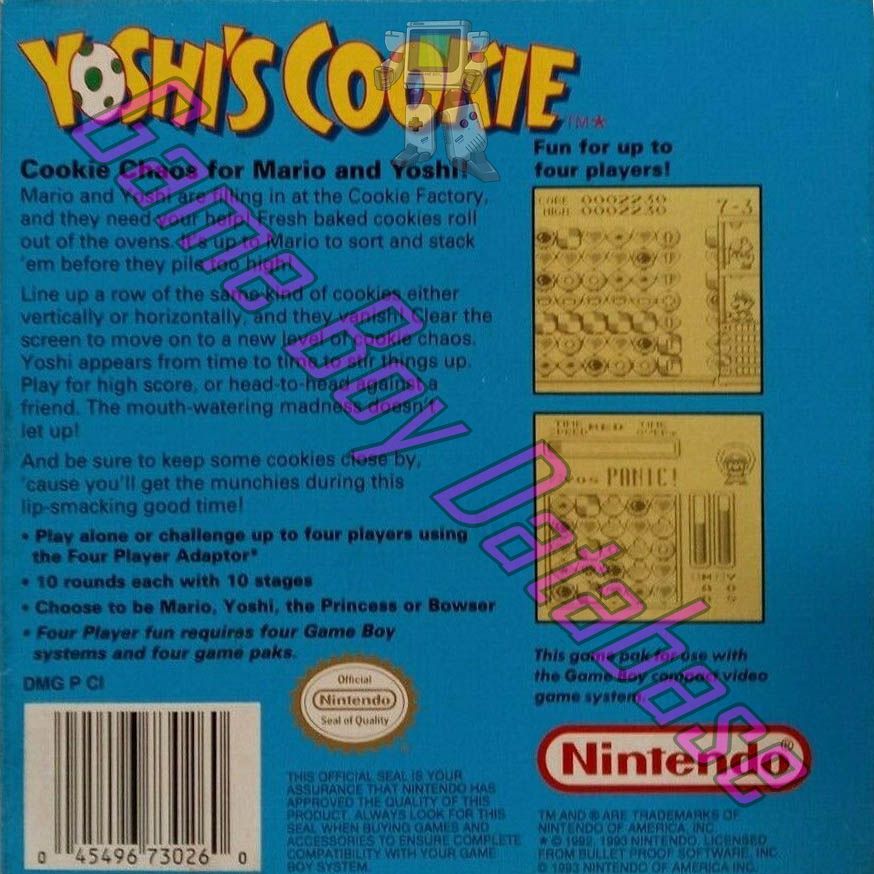 YOSHI'S COOKIE
TM*
Cookie Chaos for Mario and Yoshi!
Mario and Yoshi are filling in at the Cookie Factory,
and they need your help! Fresh baked cookies roll
out of the ovens. It's up to Mario to sort and stack
'em before they pile too high!
Line up a row of the same kind of cookies either
vertically or horizontally, and they vanish! Clear the
screen to move on to a new level of cookie chaos.
Yoshi appears from time to time to stir things up.
Play for high score, or head-to-head against a
friend. The mouth-watering madness doesn't
let up!
And be sure to keep some cookies close by,
'cause you'll get the munchies during this
lip-smacking good time!
• Play alone or challenge up to four players using
the Four Player Adaptor*
• 10 rounds each with 10 stages
• Choose to be Mario, Yoshi, the Princess or Bowser
• Four Player fun requires four Game Boy
systems and four game paks.
DMG P CI
0 45496 73026 0
Official
Nintendo
Seal of Quality
THIS OFFICIAL SEAL IS YOUR
ASSURANCE THAT NINTENDO HAS
APPROVED THE QUALITY OF THIS
PRODUCT. ALWAYS LOOK FOR THIS
SEAL WHEN BUYING GAMES AND
ACCESSORIES TO ENSURE COMPLETE
COMPATIBILITY WITH YOUR GAME
BOY SYSTEM.
Fun for up to
four players!
0002230
HIGH 0002230
7-3
TIME MED TIME
SPEED
PANIC!
This game pak for use with
the Game Boy compact video
game system.
Nintendo®
TM AND ® ARE TRADEMARKS OF
NINTENDO OF AMERICA INC.
* © 1992, 1993 NINTENDO. LICENSED
FROM BULLET PROOF SOFTWARE, INC.
© 1993 NINTENDO OF AMERICA INC.
Game Boy Database